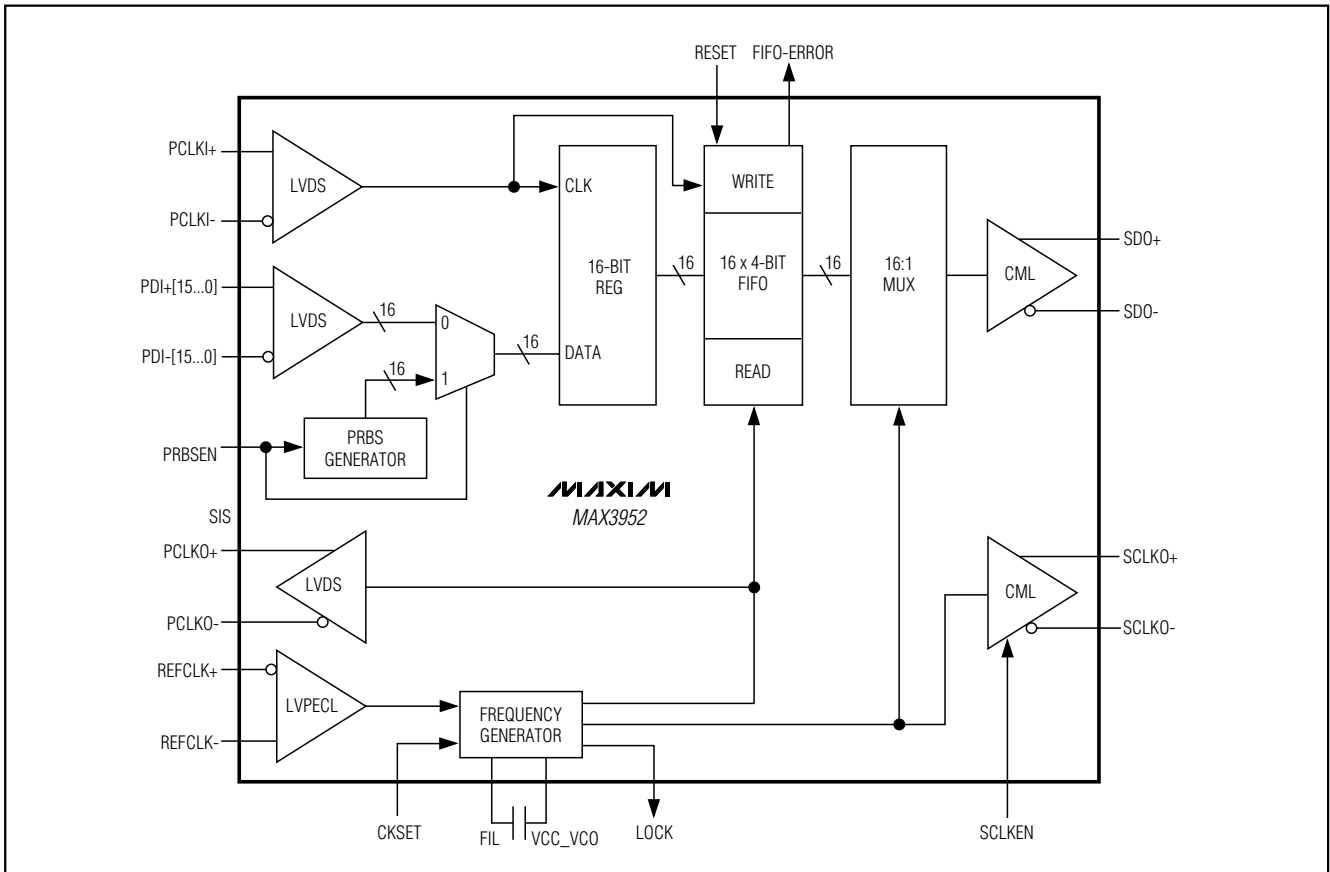 RESET FIFO-ERROR
PCLKI+
LVDS
PCLKI-
CLK
WRITE
PDI+[15...0]
LVDS
16
0
PDI-[15...0]
16
1
16
DATA
16-BIT
REG
16
16 x 4-BIT
FIFO
READ
16
16:1
MUX
CML
SDO+
SDO-
PRBSEN
PRBS
GENERATOR
MAXIM
MAX3952
SIS
PCLKO+
LVDS
PCLKO-
CML
SCLKO+
SCLKO-
REFCLK+
LVPECL
REFCLK-
FREQUENCY
GENERATOR
CKSET
FIL
VCC_VCO
LOCK
SCLKEN